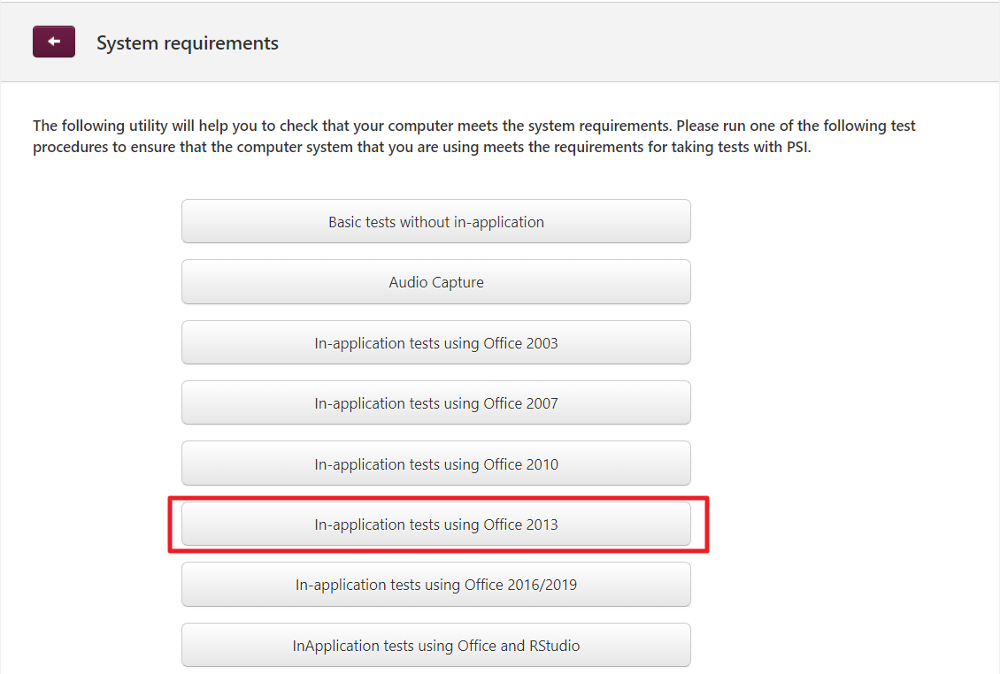 System requirements
The following utility will help you to check that your computer meets the system requirements. Please run one of the following test
procedures to ensure that the computer system that you are using meets the requirements for taking tests with PSI.
Basic tests without in-application
Audio Capture
In-application tests using Office 2003
In-application tests using Office 2007
In-application tests using Office 2010
In-application tests using Office 2013
In-application tests using Office 2016/2019
InApplication tests using Office and RStudio